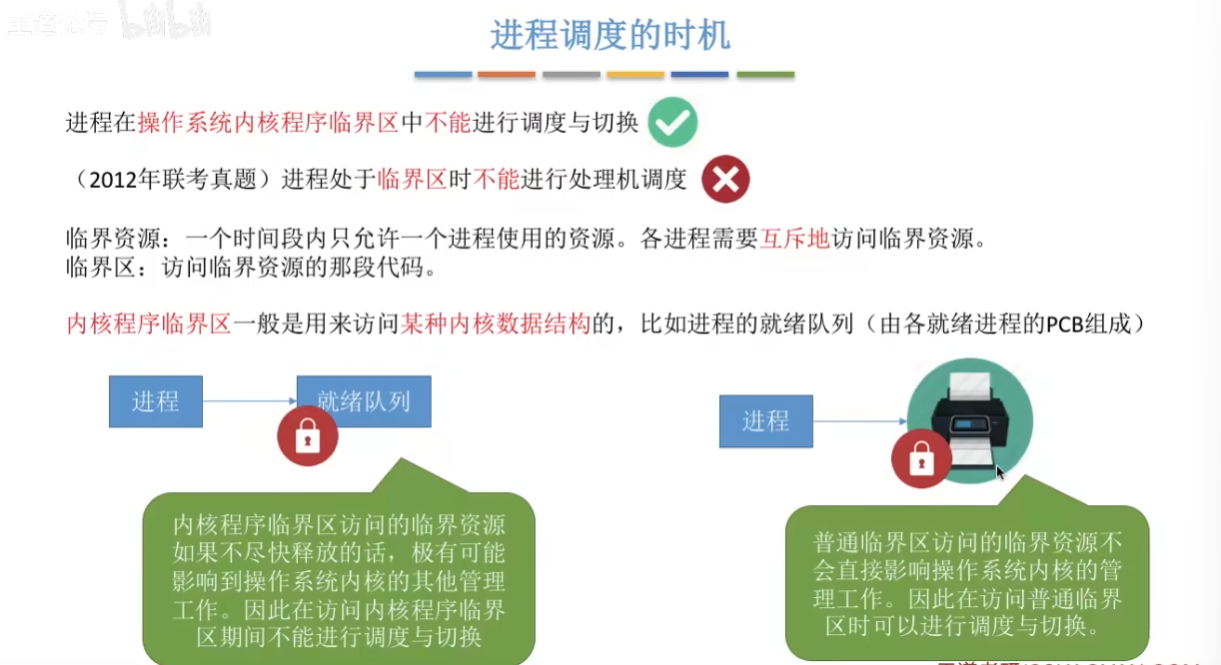 进程调度的时机
进程在操作系统内核程序临界区中不能进行调度与切换
（2012年联考真题）进程处于临界区时不能进行处理机调度
临界资源：一个时间段内只允许一个进程使用的资源。各进程需要互斥地访问临界资源。
临界区：访问临界资源的那段代码。
内核程序临界区一般是用来访问某种内核数据结构的，比如进程的就绪队列（由各就绪进程的PCB组成）
进程
就绪队列
内核程序临界区访问的临界资源
如果不尽快释放的话，极有可能
影响到操作系统内核的其他管理
工作。因此在访问内核程序临界
区期间不能进行调度与切换
进程
普通临界区访问的临界资源不
会直接影响操作系统内核的管
理工作。因此在访问普通临界
区时可以进行调度与切换。